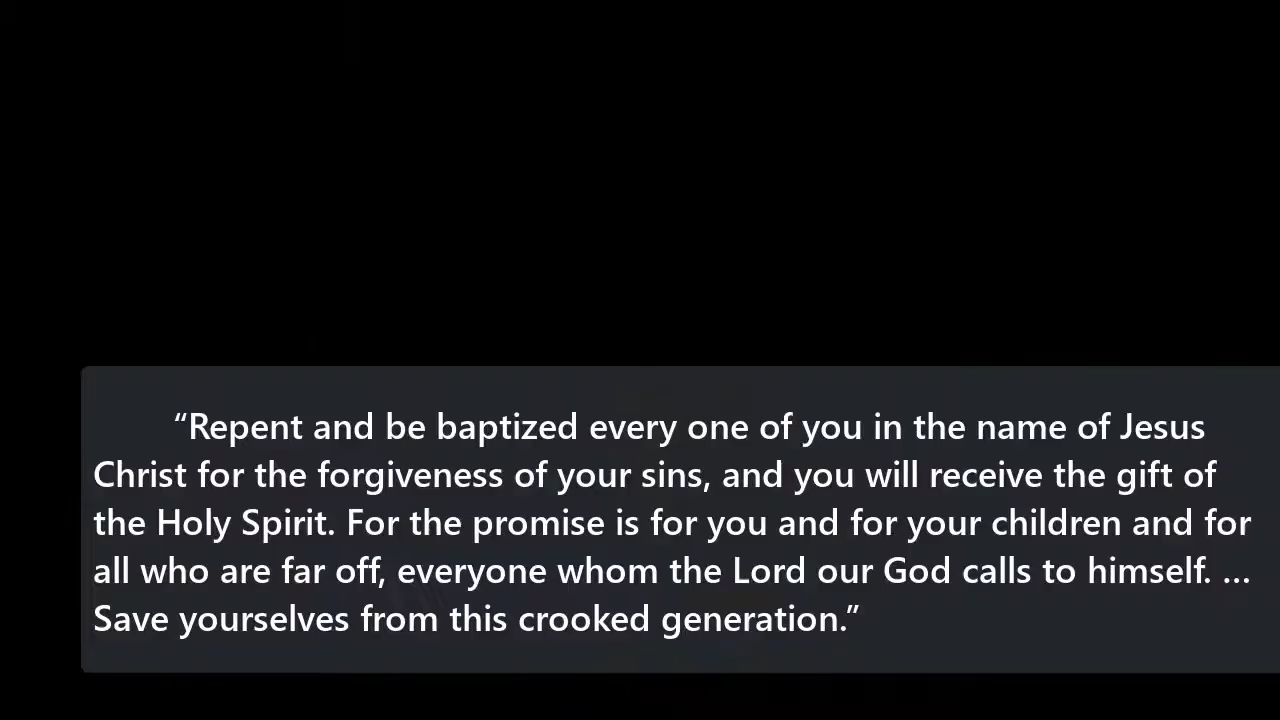 “Repent and be baptized every one of you in the name of Jesus
Christ for the forgiveness of your sins, and you will receive the gift of
the Holy Spirit. For the promise is for you and for your children and for
all who are far off, everyone whom the Lord our God calls to himself. ...
Save yourselves from this crooked generation.”